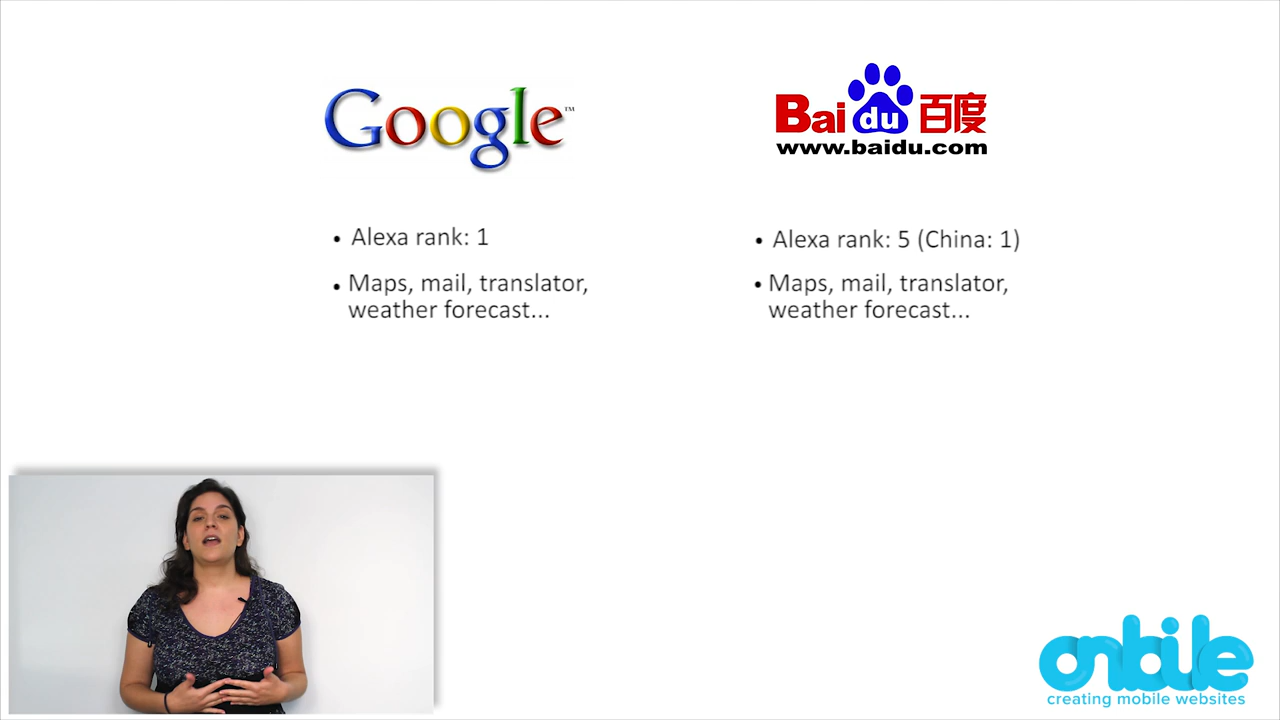 Google™
• Alexa rank: 1
• Maps, mail, translator,
weather forecast...
Baidu百度
www.baidu.com
• Alexa rank: 5 (China: 1)
• Maps, mail, translator,
weather forecast...
onbile
creating mobile websites